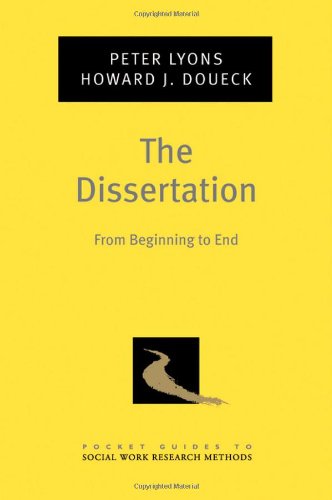 PETER LYONS
HOWARD J. DOUECK
The
Dissertation
From Beginning to End
POCKET GUIDES TO
SOCIAL WORK RESEARCH METHODS